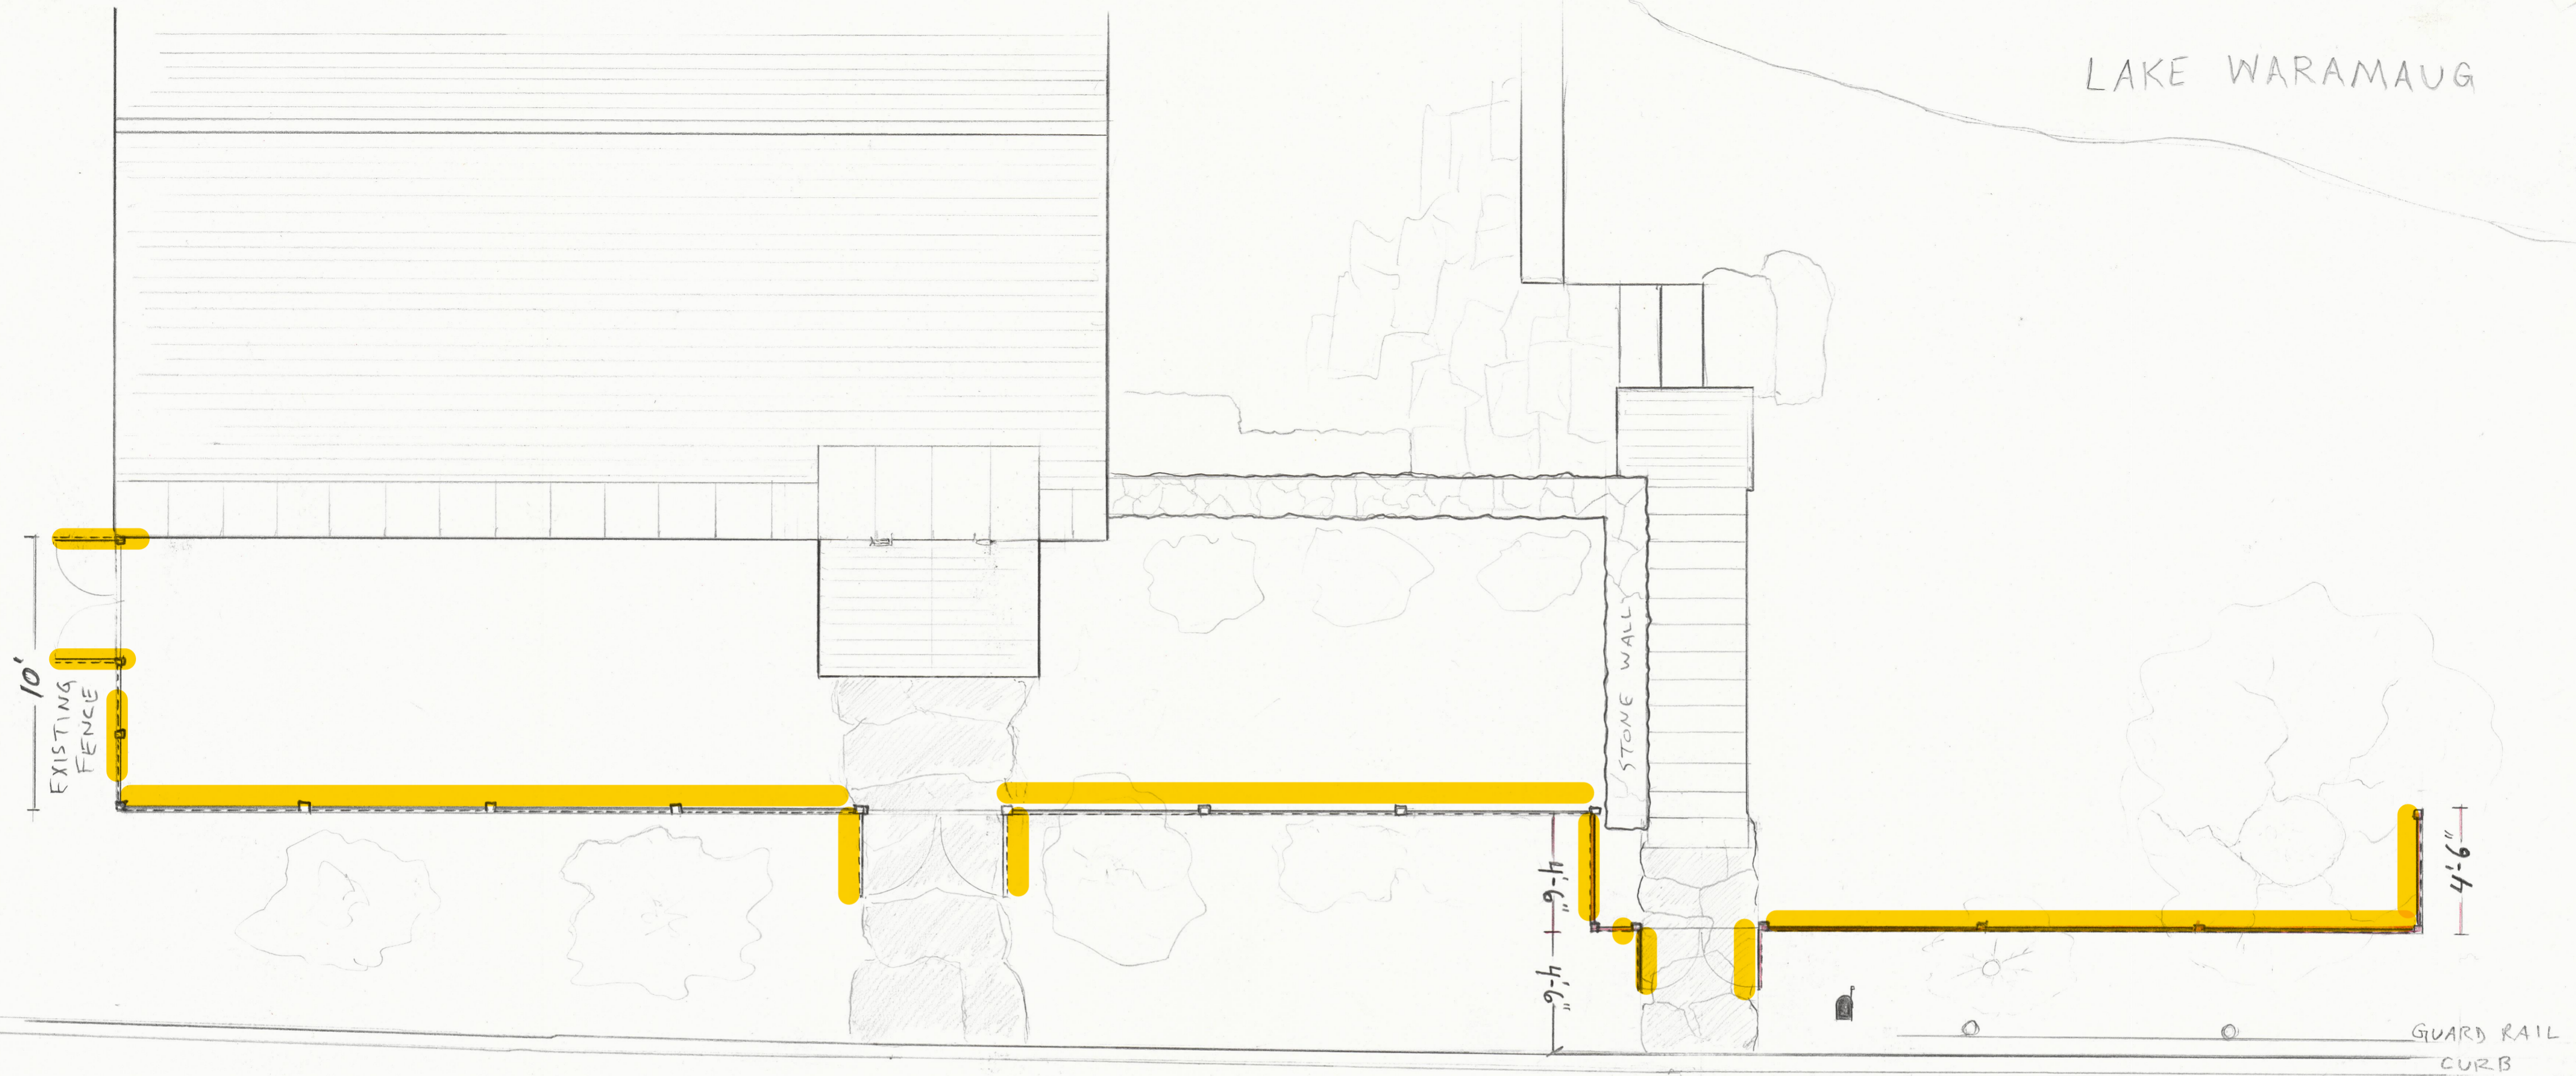 LAKE WARAMAUG
10'
EXISTING
FENCE
STONE WALL
4'-6"
4'-6"
4'-6"
GUARD RAIL
CURB